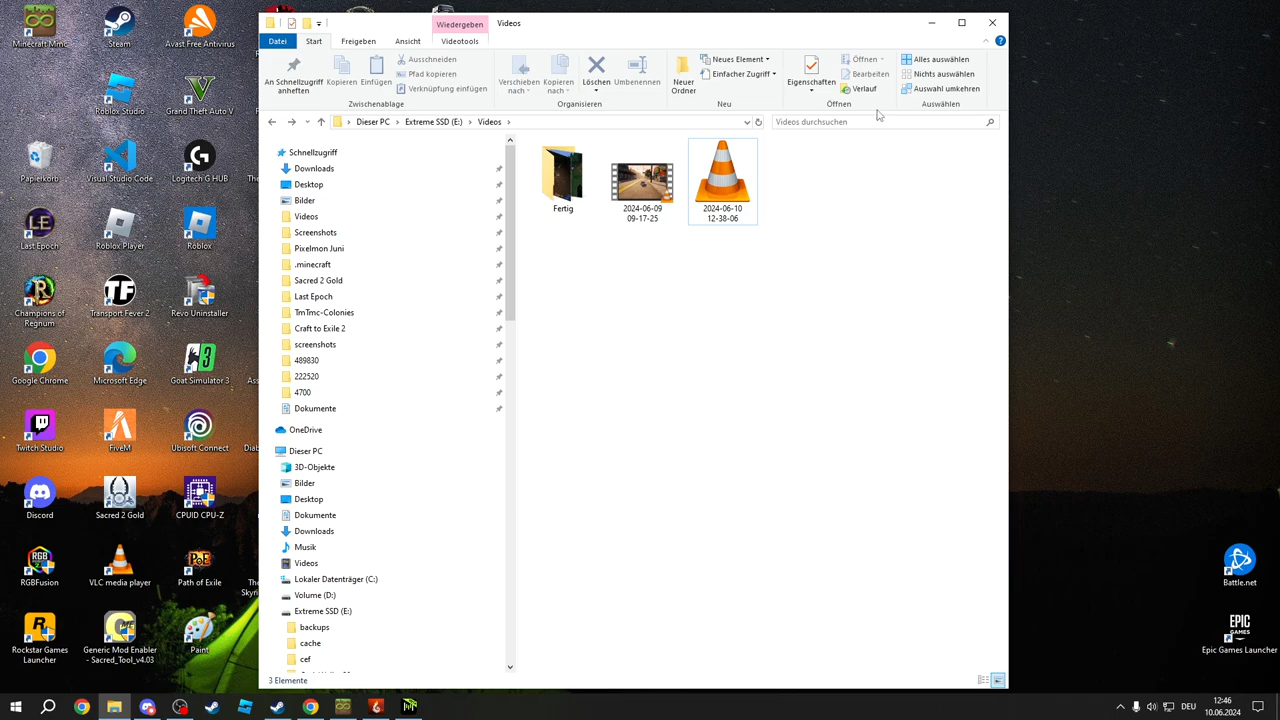 Wiedergeben
Videos
Datei
Start
Freigeben
Ansicht
Videotools
An Schnellzugriff
anheften
Kopieren
Einfügen
Ausschneiden
Pfad kopieren
Verknüpfung einfügen
Zwischenablage
Verschieben
nach
Kopieren
nach
Löschen
Umbenennen
Organisieren
Neuer
Ordner
Neues Element
Einfacher Zugriff
Neu
Eigenschaften
Öffnen
Bearbeiten
Verlauf
Öffnen
Alles auswählen
Nichts auswählen
Auswahl umkehren
Auswählen
Dieser PC
Extreme SSD (E:)
Videos
Videos durchsuchen
Schnellzugriff
Downloads
Desktop
Bilder
Videos
Screenshots
Pixelmon Juni
.minecraft
Sacred 2 Gold
Last Epoch
TmTmc-Colonies
Craft to Exile 2
screenshots
489830
222520
4700
Dokumente
OneDrive
Dieser PC
3D-Objekte
Bilder
Desktop
Dokumente
Downloads
Musik
Videos
Lokaler Datenträger (C:)
Volume (D:)
Extreme SSD (E:)
backups
cache
cef
Fertig
2024-06-09
09-17-25
2024-06-10
12-38-06
3 Elemente
Steam
Avast Free Antivirus
Roblox Studio
Grand Theft Auto V
Papierkorb
Visual Studio Code
Logitech G HUB
Last Epoch
Roblox Player
Roblox
Champions of
Regnum
Transport Fever 2
Revo Uninstaller
Google Chrome
Microsoft Edge
Goat Simulator 3
Twitch Studio
FiveM
Ubisoft Connect
Discord
Sacred 2 Gold
CPUID CPU-Z
RGBFusion
VLC media player
Path of Exile
Rockstar Games
Launcher
Generic Mod Enabler
- Sacred_Tool_v4.03
Paint
Battle.net
EPIC
GAMES
Epic Games Launcher
DEU
12:46
10.06.2024